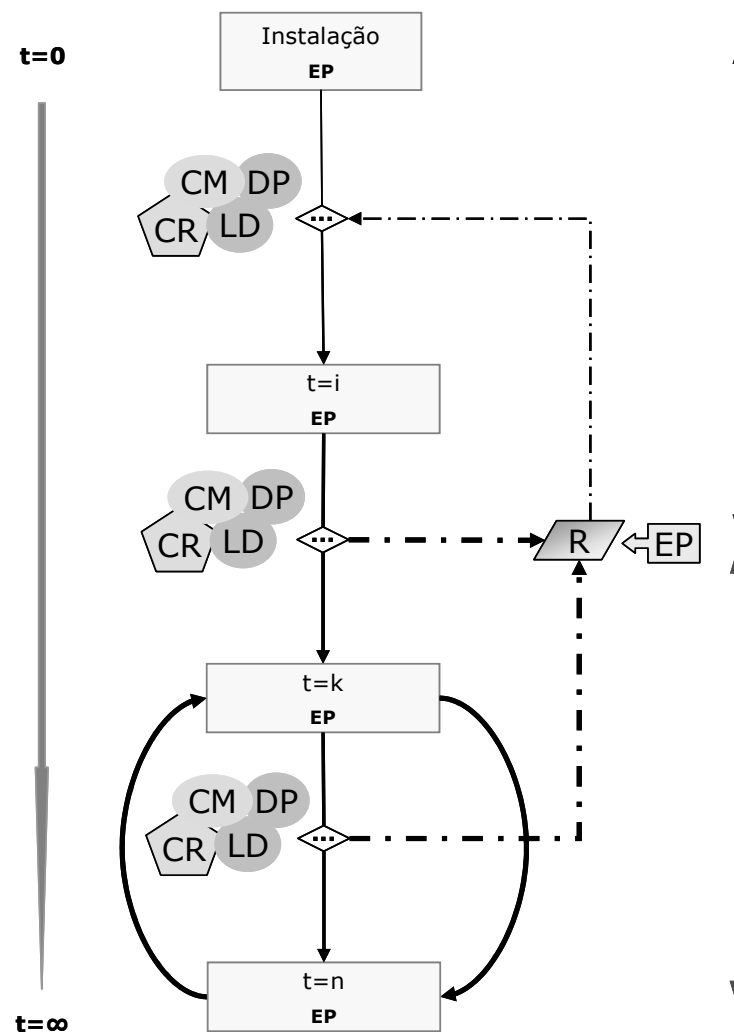 Instalação
EP
t=0
CM DP
CR LD
...
t=i
EP
CM DP
CR LD
...
R
EP
t=k
EP
CM DP
CR LD
...
t=n
EP
t=∞